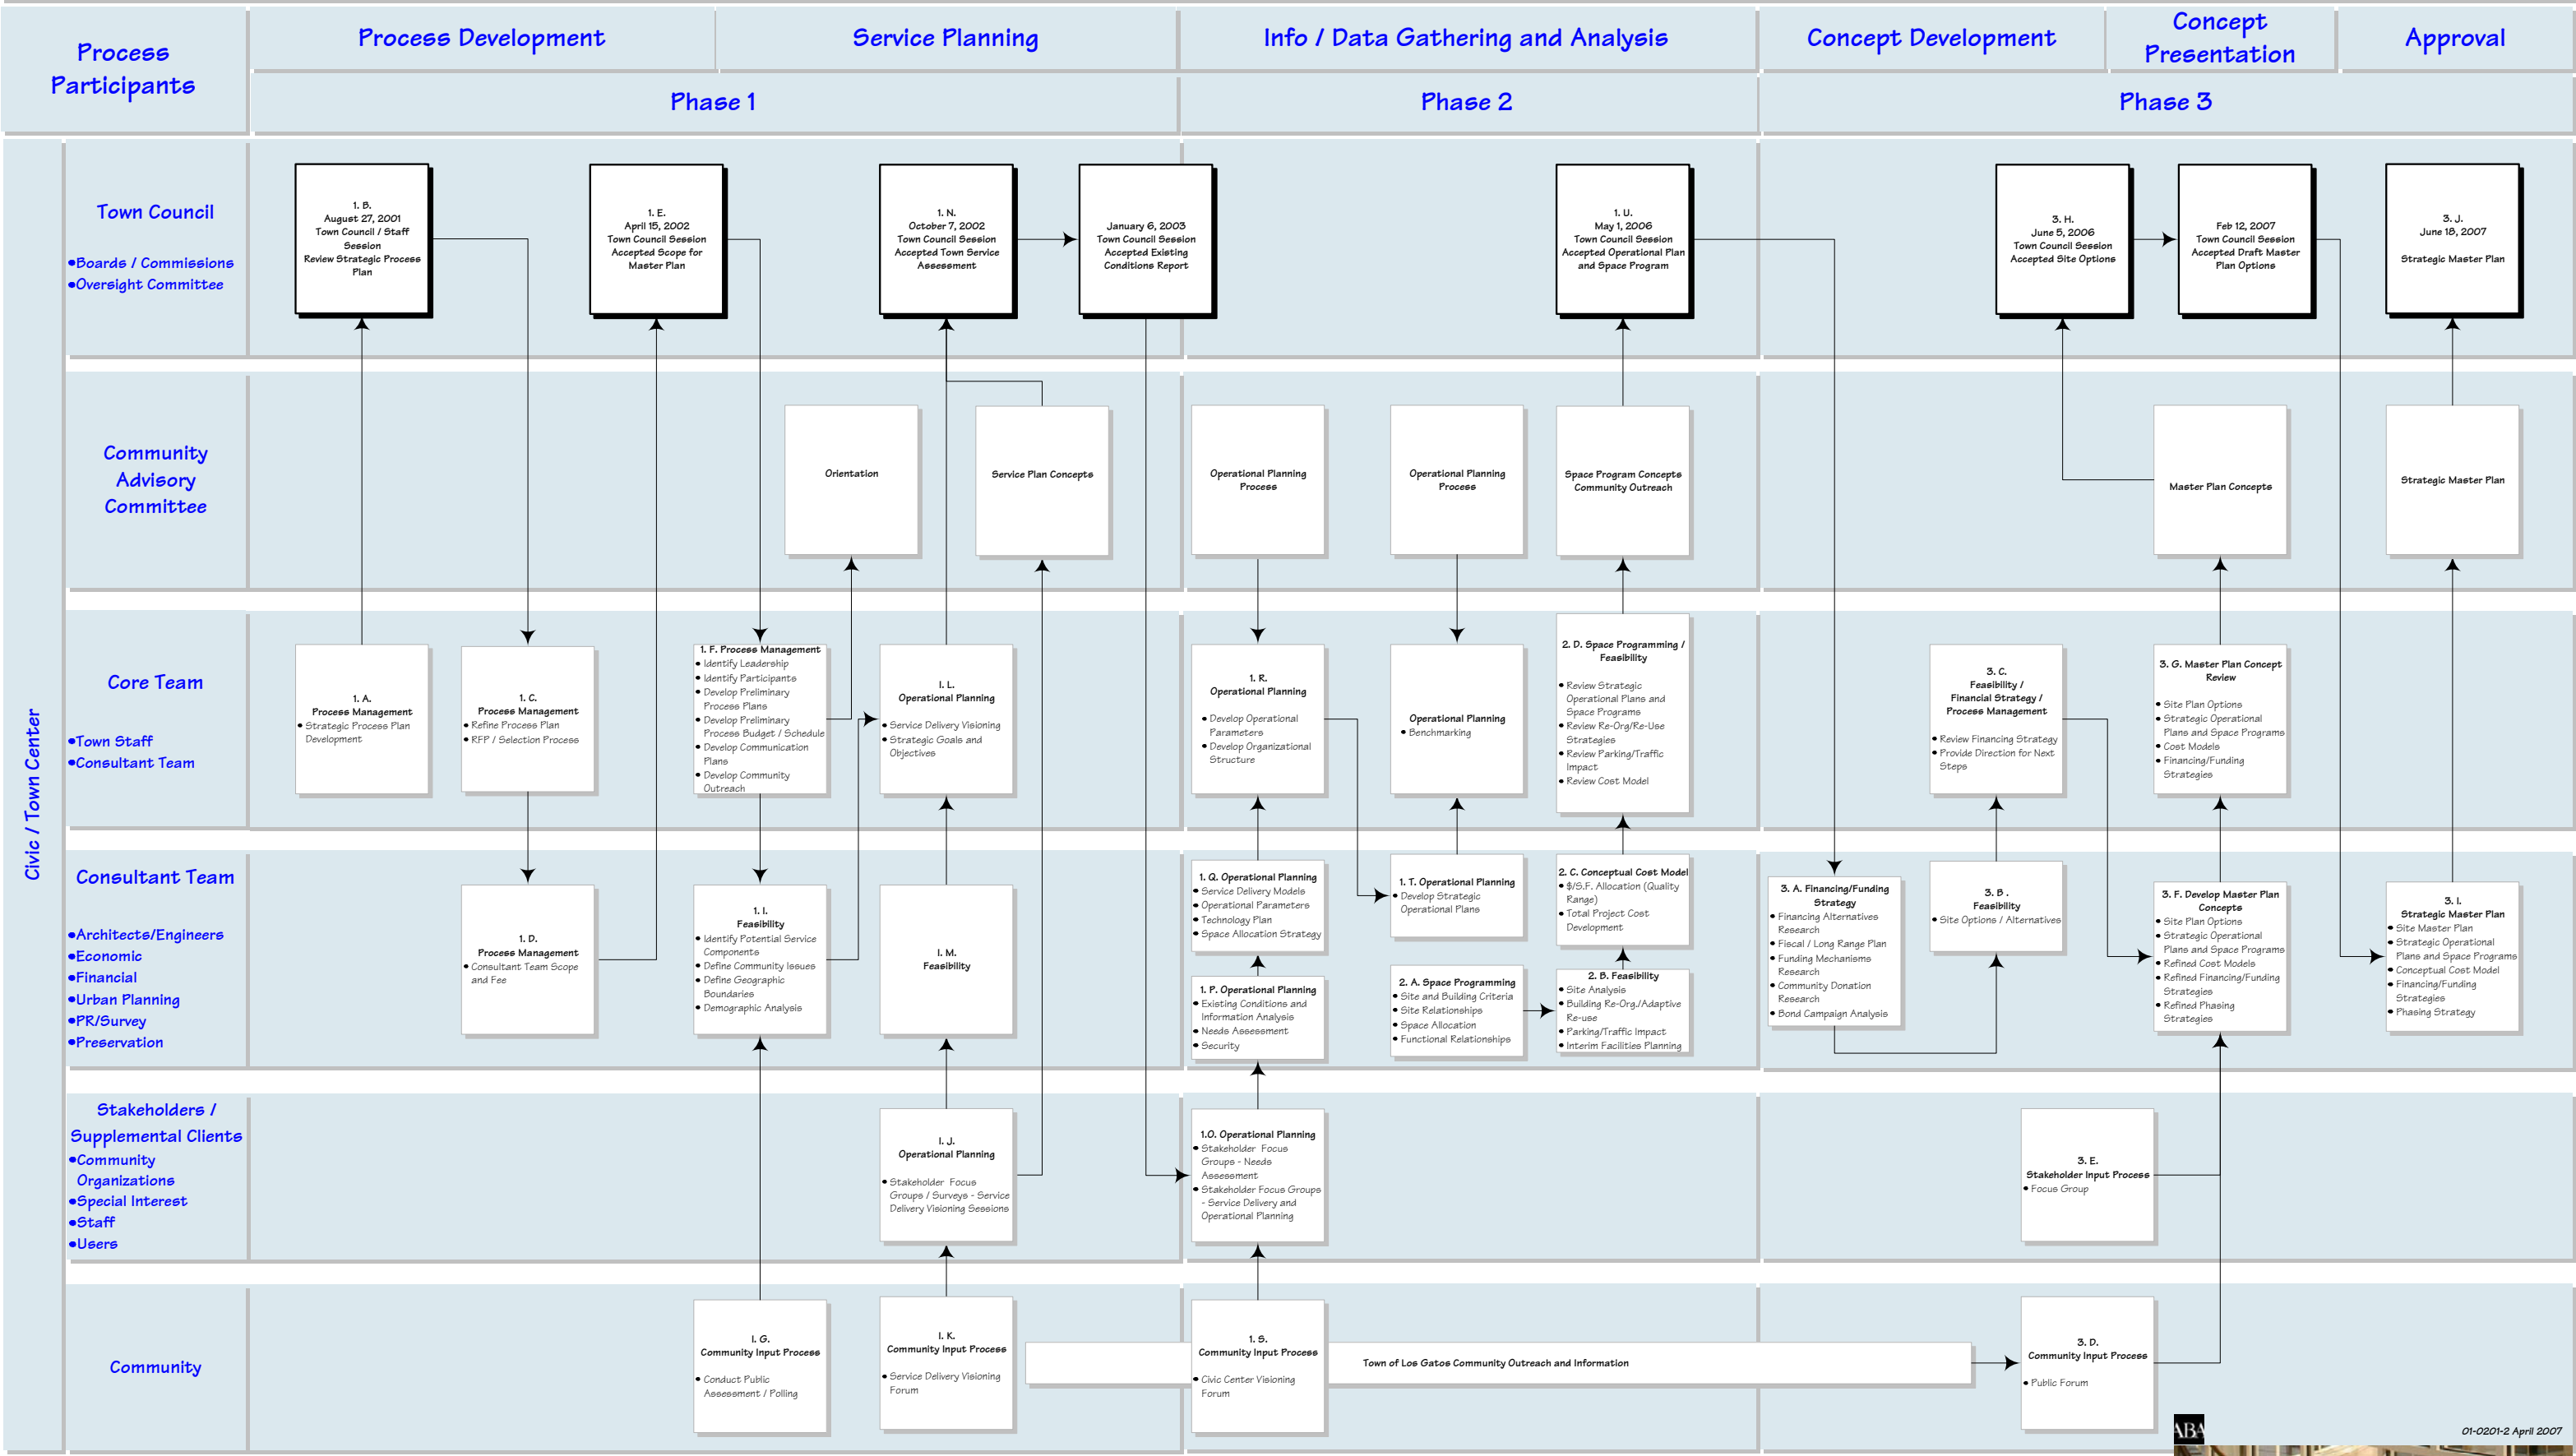 Process
Participants
Process Development
Service Planning
Info / Data Gathering and Analysis
Concept Development
Concept
Presentation
Approval
Phase 1
Phase 2
Phase 3
Civic / Town Center
Town Council
•Boards / Commissions
•Oversight Committee
1. B.
August 27, 2001
Town Council / Staff
Session
Review Strategic Process
Plan
1. E.
April 15, 2002
Town Council Session
Accepted Scope for
Master Plan
1. N.
October 7, 2002
Town Council Session
Accepted Town Service
Assessment
January 6, 2003
Town Council Session
Accepted Existing
Conditions Report
1. U.
May 1, 2006
Town Council Session
Accepted Operational Plan
and Space Program
3. H.
June 5, 2006
Town Council Session
Accepted Site Options
Feb 12, 2007
Town Council Session
Accepted Draft Master
Plan Options
3. J.
June 18, 2007
Strategic Master Plan
Community
Advisory
Committee
Orientation
Service Plan Concepts
Operational Planning
Process
Operational Planning
Process
Space Program Concepts
Community Outreach
Master Plan Concepts
Strategic Master Plan
Core Team
•Town Staff
•Consultant Team
1. A.
Process Management
• Strategic Process Plan
Development
1. C.
Process Management
• Refine Process Plan
• RFP / Selection Process
1. F. Process Management
• Identify Leadership
• Identify Participants
• Develop Preliminary
Process Plans
• Develop Preliminary
Process Budget / Schedule
• Develop Communication
Plans
• Develop Community
Outreach
I. L.
Operational Planning
• Service Delivery Visioning
• Strategic Goals and
Objectives
1. R.
Operational Planning
• Develop Operational
Parameters
• Develop Organizational
Structure
Operational Planning
• Benchmarking
2. D. Space Programming /
Feasibility
• Review Strategic
Operational Plans and
Space Programs
• Review Re-Org/Re-Use
Strategies
• Review Parking/Traffic
Impact
• Review Cost Model
3. C.
Feasibility /
Financial Strategy /
Process Management
• Review Financing Strategy
• Provide Direction for Next
Steps
3. G. Master Plan Concept
Review
• Site Plan Options
• Strategic Operational
Plans and Space Programs
• Cost Models
• Financing/Funding
Strategies
Consultant Team
•Architects/Engineers
•Economic
•Financial
•Urban Planning
•PR/Survey
•Preservation
1. D.
Process Management
• Consultant Team Scope
and Fee
1. I.
Feasibility
• Identify Potential Service
Components
• Define Community Issues
• Define Geographic
Boundaries
• Demographic Analysis
I. M.
Feasibility
1. Q. Operational Planning
• Service Delivery Models
• Operational Parameters
• Technology Plan
• Space Allocation Strategy
1. P. Operational Planning
• Existing Conditions and
Information Analysis
• Needs Assessment
• Security
1. T. Operational Planning
• Develop Strategic
Operational Plans
2. A. Space Programming
• Site and Building Criteria
• Site Relationships
• Space Allocation
• Functional Relationships
2. C. Conceptual Cost Model
• $/S.F. Allocation (Quality
Range)
• Total Project Cost
Development
2. B. Feasibility
• Site Analysis
• Building Re-Org./Adaptive
Re-use
• Parking/Traffic Impact
• Interim Facilities Planning
3. A. Financing/Funding
Strategy
• Financing Alternatives
Research
• Fiscal / Long Range Plan
• Funding Mechanisms
Research
• Community Donation
Research
• Bond Campaign Analysis
3. B .
Feasibility
• Site Options / Alternatives
3. F. Develop Master Plan
Concepts
• Site Plan Options
• Strategic Operational
Plans and Space Programs
• Refined Cost Models
• Refined Financing/Funding
Strategies
• Refined Phasing
Strategies
3. I.
Strategic Master Plan
• Site Master Plan
• Strategic Operational
Plans and Space Programs
• Conceptual Cost Model
• Financing/Funding
Strategies
• Phasing Strategy
Stakeholders /
Supplemental Clients
•Community
Organizations
•Special Interest
•Staff
•Users
I. J.
Operational Planning
• Stakeholder Focus
Groups / Surveys - Service
Delivery Visioning Sessions
1.O. Operational Planning
• Stakeholder Focus
Groups - Needs
Assessment
• Stakeholder Focus Groups
- Service Delivery and
Operational Planning
3. E.
Stakeholder Input Process
• Focus Group
Community
I. G.
Community Input Process
• Conduct Public
Assessment / Polling
I. K.
Community Input Process
• Service Delivery Visioning
Forum
1. S.
Community Input Process
• Civic Center Visioning
Forum
Town of Los Gatos Community Outreach and Information
3. D.
Community Input Process
• Public Forum
ABA
01-0201-2 April 2007